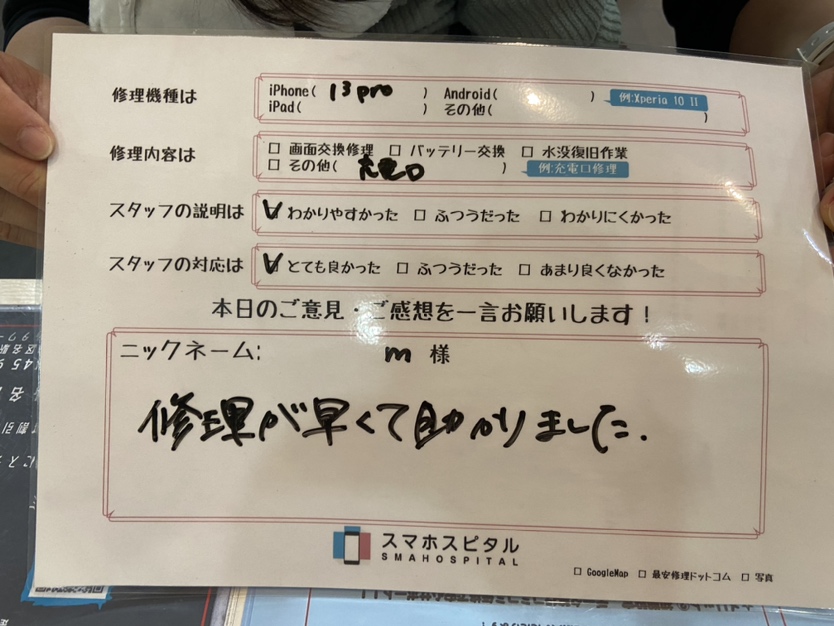 修理機種は
iPhone( 13pro ) Android( ) 例:Xperia 10 II
iPad( ) その他( )
修理内容は
□ 画面交換修理 □ バッテリー交換 □ 水没復旧作業
□ その他( 充電口 ) 例:充電口修理
スタッフの説明は ☑ わかりやすかった □ ふつうだった □ わかりにくかった
スタッフの対応は ☑ とても良かった □ ふつうだった □ あまり良くなかった
本日のご意見・ご感想を一言お願いします!
ニックネーム: m 様
修理が早くて助かりました.
スマホスピタル
SMAHOSPITAL
□ GoogleMap □ 最安修理ドットコム □ 写真